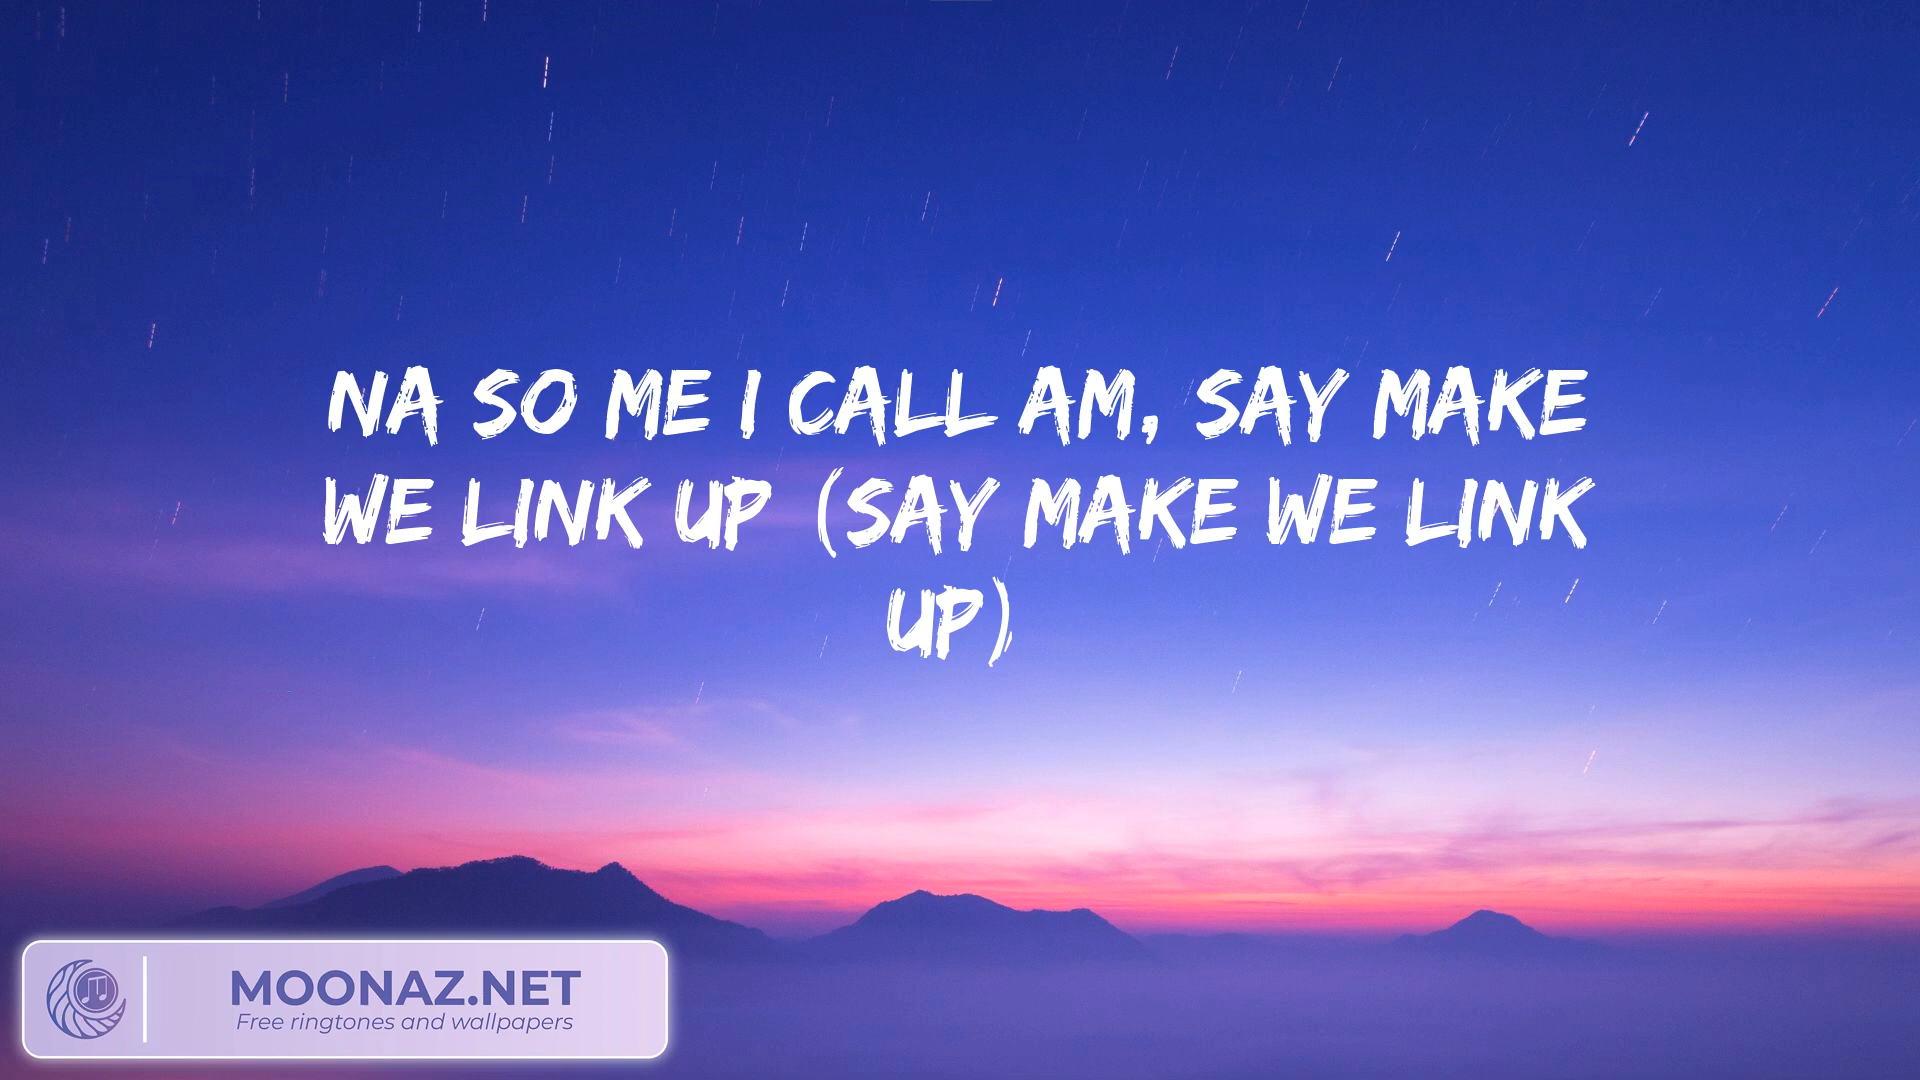 NA SO ME I CALL AM, SAY MAKE
WE LINK UP (SAY MAKE WE LINK
UP)
MOONAZ.NET
Free ringtones and wallpapers